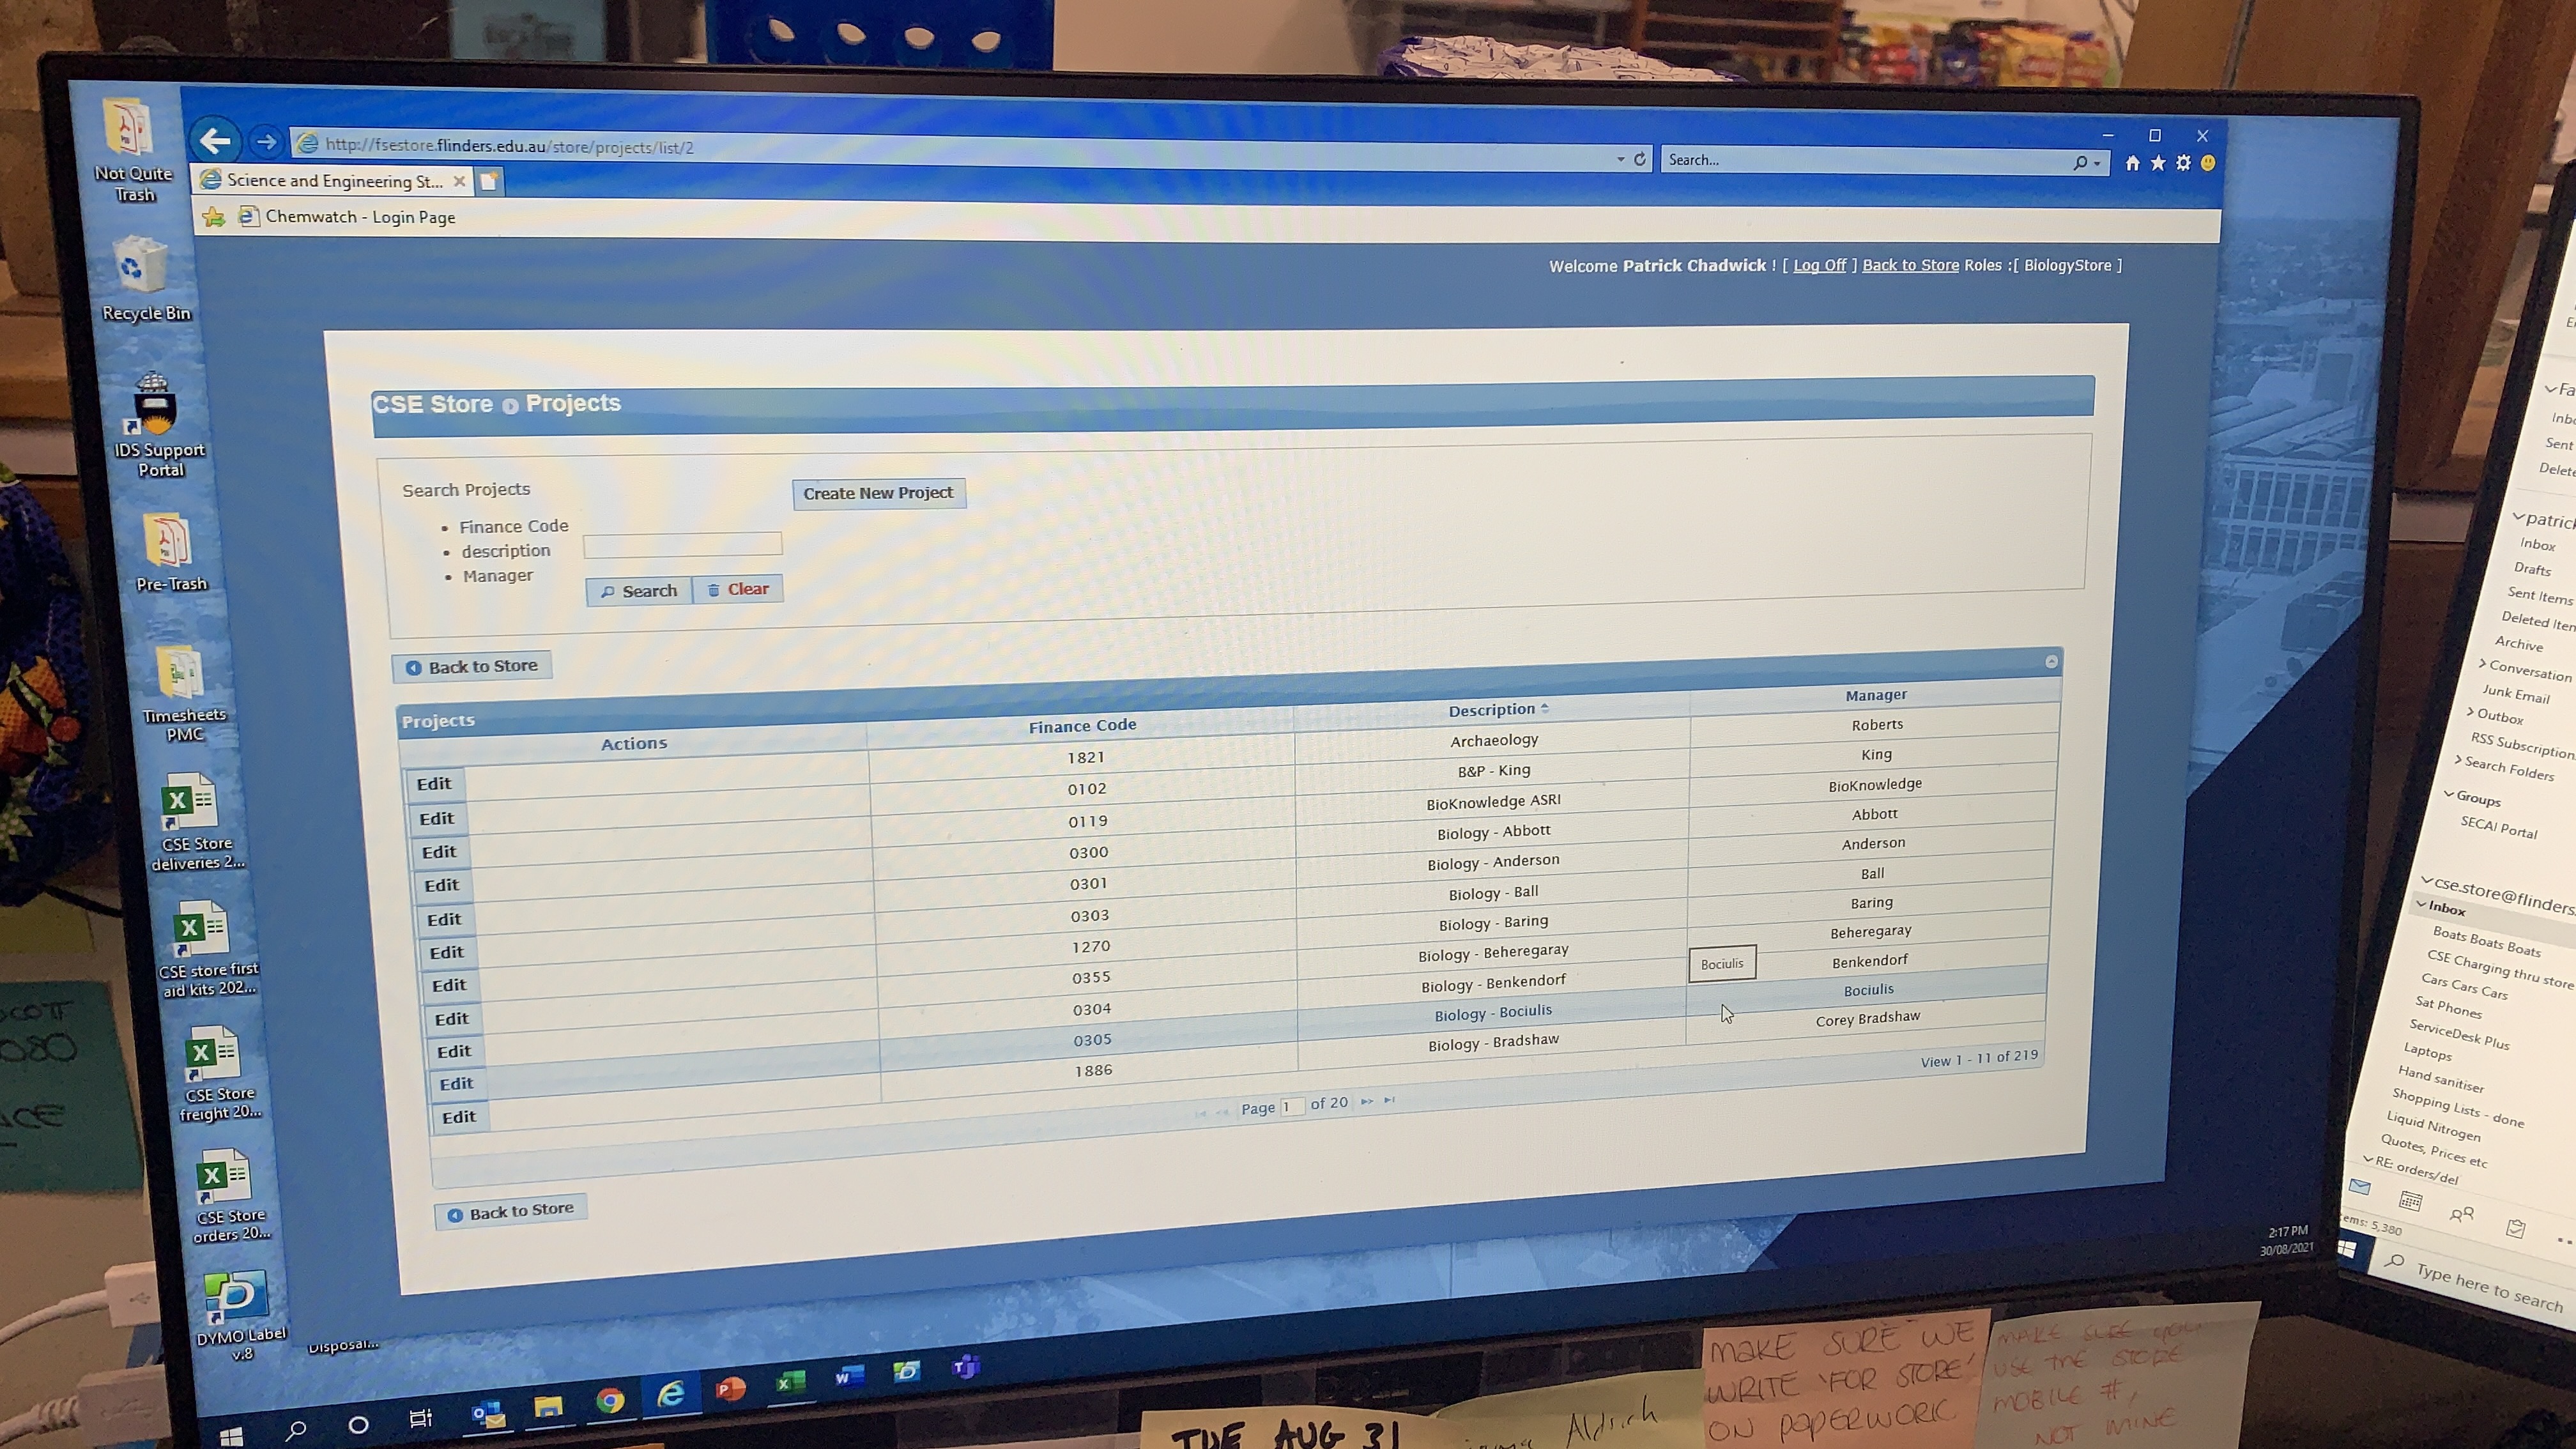 http://fsestore.flinders.edu.au/store/projects/list/2
Search...
Science and Engineering St...
Chemwatch - Login Page
Welcome Patrick Chadwick ! [ Log Off ] Back to Store Roles :[ BiologyStore ]
CSE Store Projects
Search Projects
Create New Project
• Finance Code
• description
• Manager
Search Clear
Back to Store
Projects
Actions Finance Code Description Manager
Edit 1821 Archaeology Roberts
Edit 0102 B&P - King King
Edit 0119 BioKnowledge ASRI BioKnowledge
Edit 0300 Biology - Abbott Abbott
Edit 0301 Biology - Anderson Anderson
Edit 0303 Biology - Ball Ball
Edit 1270 Biology - Baring Baring
Edit 0355 Biology - Beheregaray Beheregaray
Edit 0304 Biology - Benkendorf Benkendorf
Edit 0305 Biology - Bociulis Bociulis
Edit 1886 Biology - Bradshaw Corey Bradshaw
Bociulis
Page 1 of 20
View 1 - 11 of 219
Back to Store
Not Quite
Trash
Recycle Bin
IDS Support
Portal
Pre-Trash
Timesheets
PMC
CSE Store
deliveries 2...
CSE store first
aid kits 202...
CSE Store
freight 20...
CSE Store
orders 20...
DYMO Label
v.8
Disposal...
2:17 PM
30/08/2021
Fa
Inbo
Sent
Delete
patric
Inbox
Drafts
Sent Items
Deleted Iten
Archive
Conversation
Junk Email
Outbox
RSS Subscription
Search Folders
Groups
SECAI Portal
cse.store@flinders.
Inbox
Boats Boats Boats
CSE Charging thru store
Cars Cars Cars
Sat Phones
ServiceDesk Plus
Laptops
Hand sanitiser
Shopping Lists - done
Liquid Nitrogen
Quotes, Prices etc
RE: orders/del
ems: 5,380
Type here to search
TUE AUG 31
Aldrich
MAKE SURE WE
WRITE 'FOR STORE'
ON PAPERWORK
MAKE SURE YOU
USE THE STORE
MOBILE #,
NOT MINE